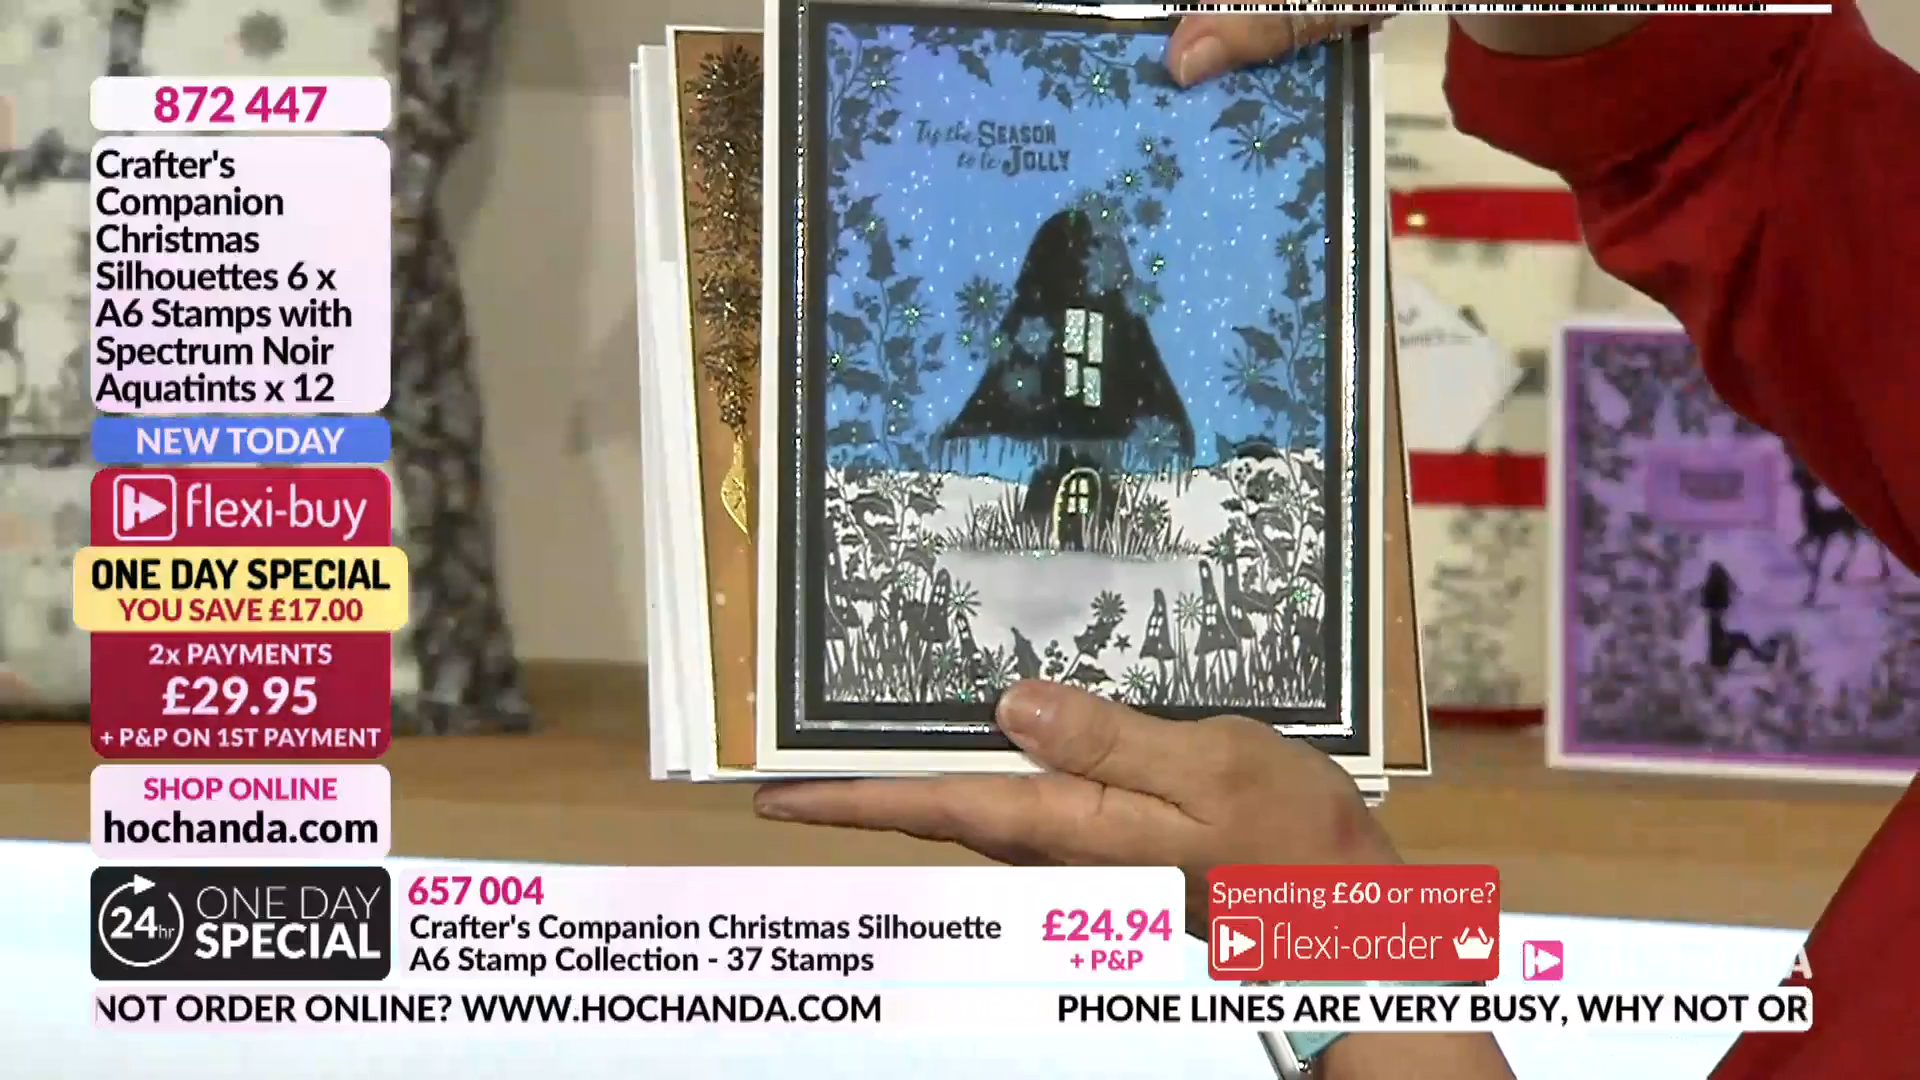 872 447
Crafter's
Companion
Christmas
Silhouettes 6 x
A6 Stamps with
Spectrum Noir
Aquatints x 12
NEW TODAY
flexi-buy
ONE DAY SPECIAL
YOU SAVE £17.00
2x PAYMENTS
£29.95
+ P&P ON 1ST PAYMENT
SHOP ONLINE
hochanda.com
24hr
ONE DAY
SPECIAL
657 004
Crafter's Companion Christmas Silhouette
A6 Stamp Collection - 37 Stamps
£24.94
+ P&P
Spending £60 or more?
flexi-order
NOT ORDER ONLINE? WWW.HOCHANDA.COM
PHONE LINES ARE VERY BUSY, WHY NOT OR
Tis the SEASON
to be JOLLY